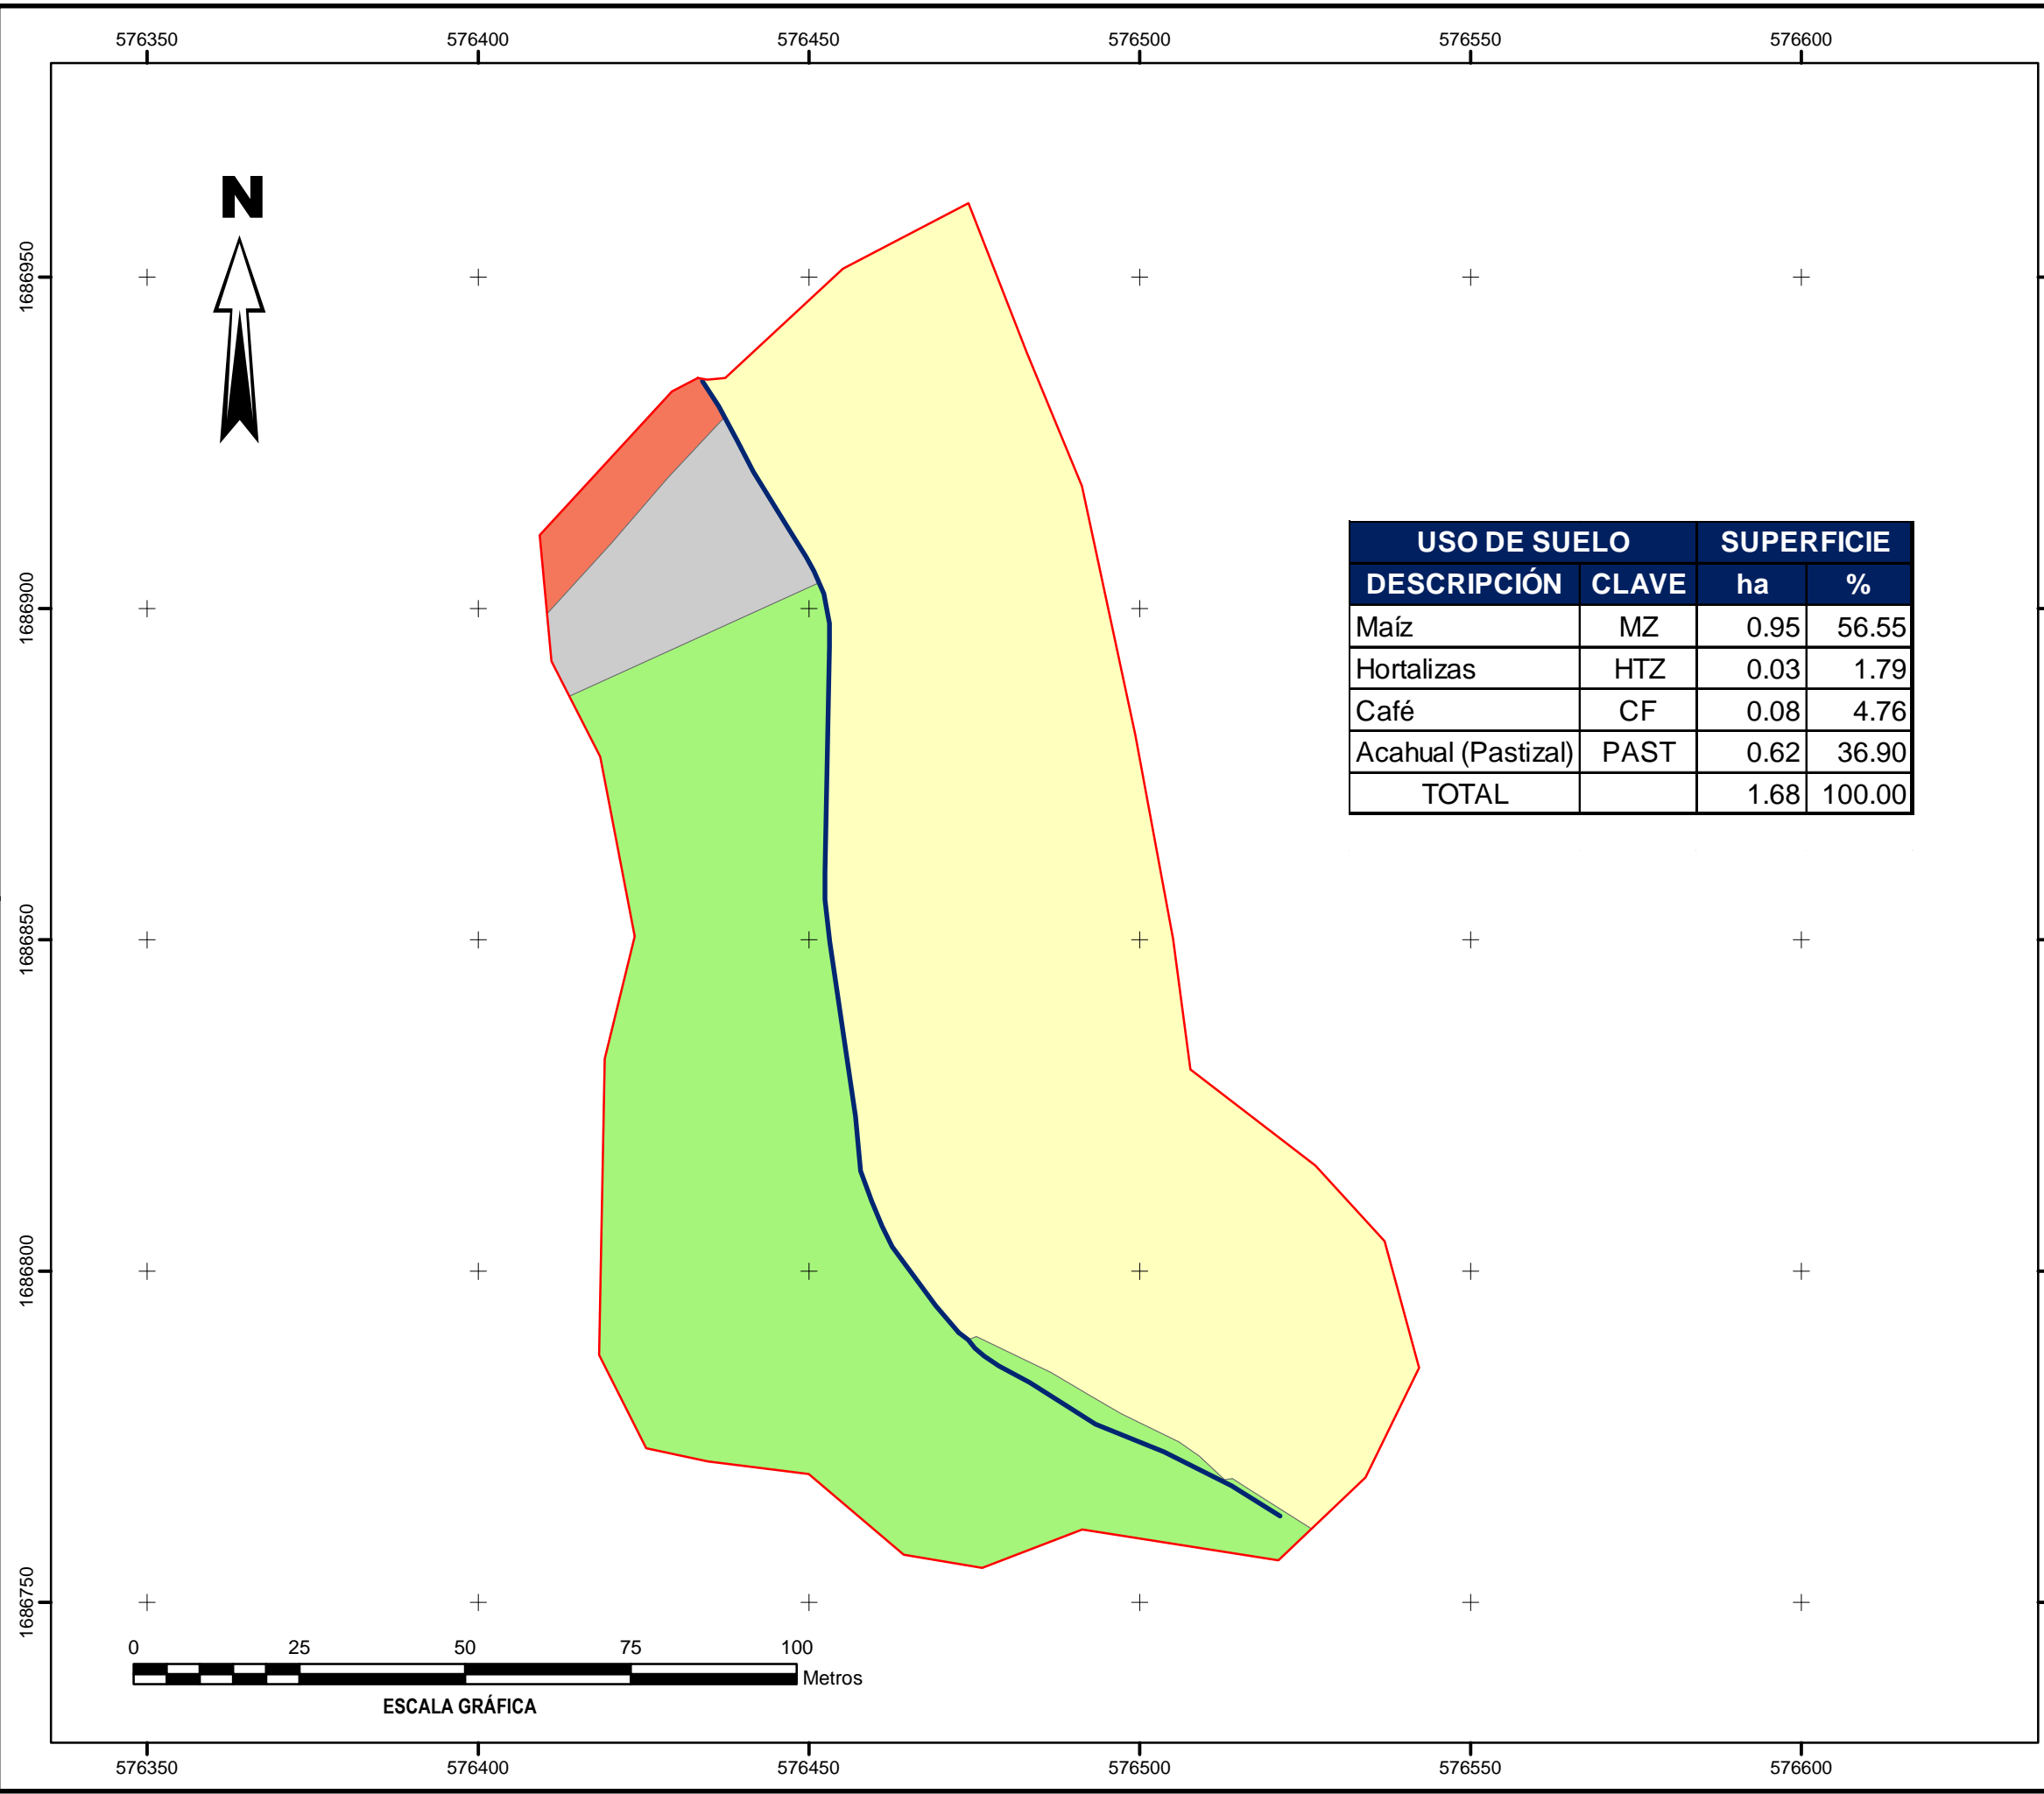 576350 576400 576450 576500 576550 576600
N
1686950
1686900
1686850
1686800
1686750
USO DE SUELO SUPERFICIE
DESCRIPCIÓN CLAVE ha %
Maíz MZ 0.95 56.55
Hortalizas HTZ 0.03 1.79
Café CF 0.08 4.76
Acahual (Pastizal) PAST 0.62 36.90
TOTAL 1.68 100.00
0 25 50 75 100
Metros
ESCALA GRÁFICA
576350 576400 576450 576500 576550 576600